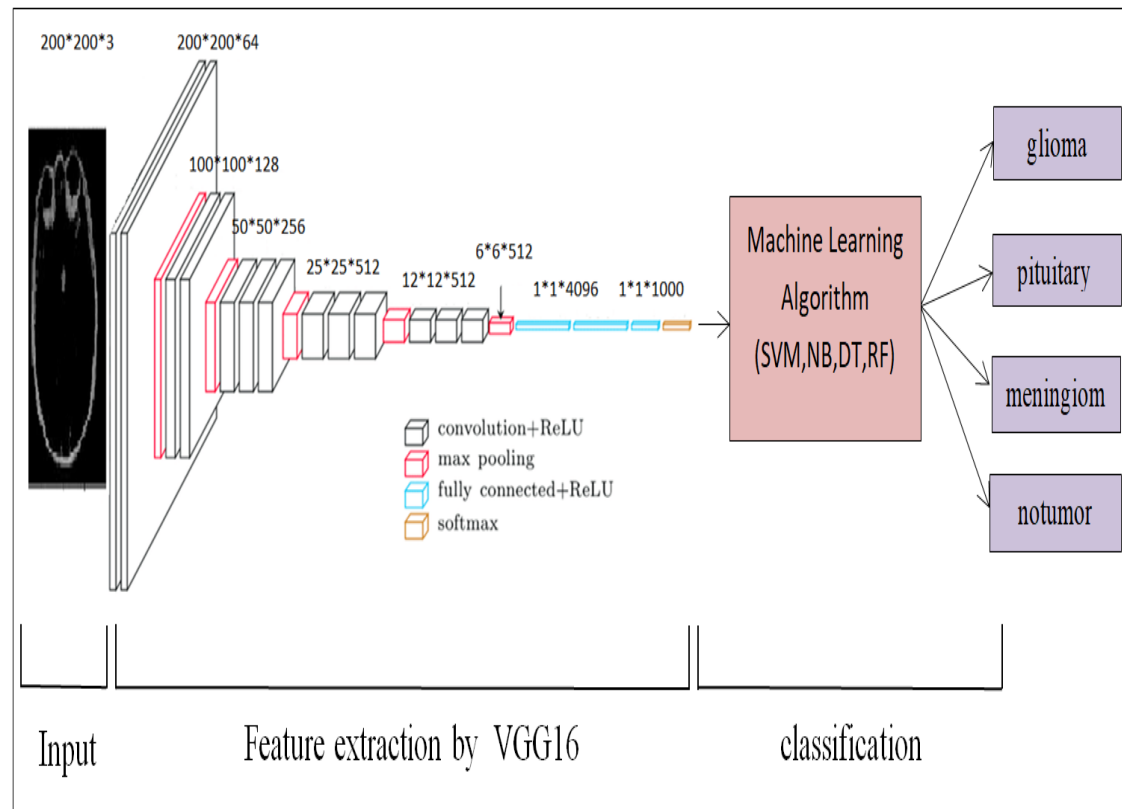 200*200*3
200*200*64
100*100*128
50*50*256
25*25*512
12*12*512
6*6*512
1*1*4096
1*1*1000
convolution+ReLU
max pooling
fully connected+ReLU
softmax
Machine Learning
Algorithm
(SVM,NB,DT,RF)
glioma
pituitary
meningiom
notumor
Input
Feature extraction by VGG16
classification